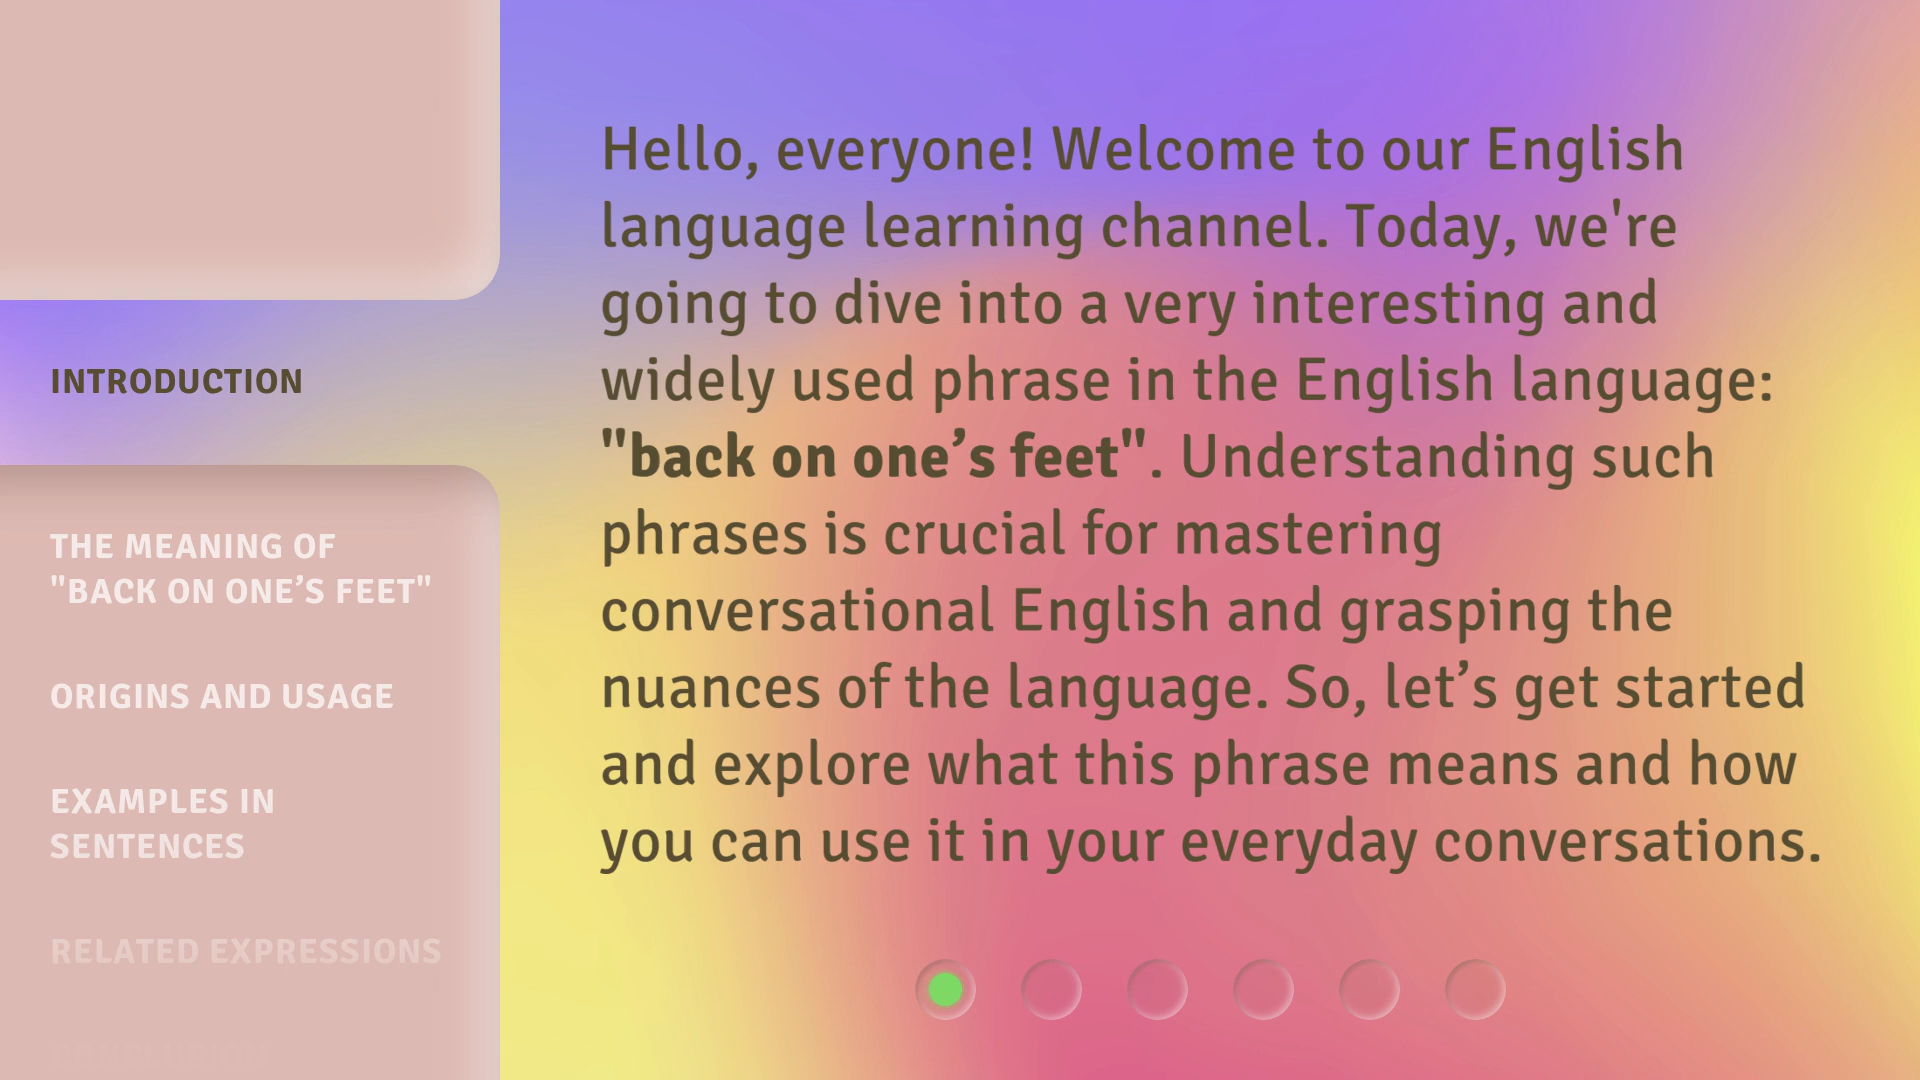 INTRODUCTION
THE MEANING OF
"BACK ON ONE’S FEET"
ORIGINS AND USAGE
EXAMPLES IN
SENTENCES
RELATED EXPRESSIONS
CONCLUSION
Hello, everyone! Welcome to our English
language learning channel. Today, we're
going to dive into a very interesting and
widely used phrase in the English language:
"back on one’s feet". Understanding such
phrases is crucial for mastering
conversational English and grasping the
nuances of the language. So, let’s get started
and explore what this phrase means and how
you can use it in your everyday conversations.